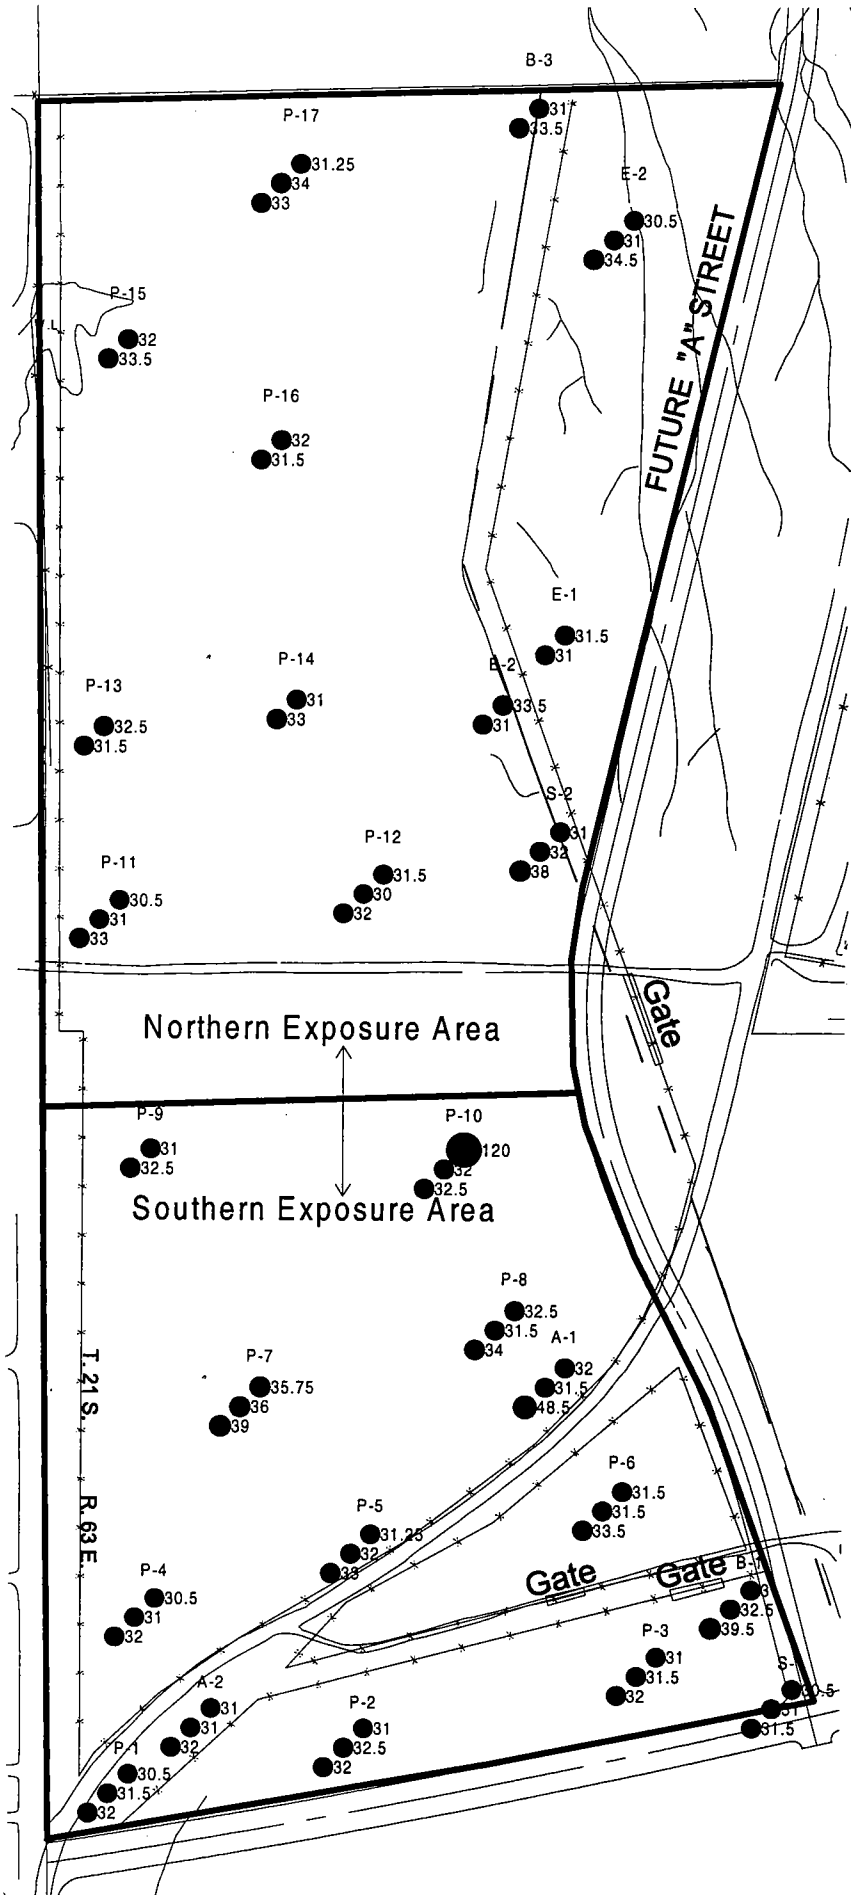 B-3
31
33.5
P-17
31.25
34
33
E-2
30.5
31
34.5
FUTURE "A" STREET
P-15
32
33.5
P-16
32
31.5
E-1
31.5
31
B-2
33.5
31
P-14
31
33
P-13
32.5
31.5
S-2
31
32
38
P-12
31.5
30
32
P-11
30.5
31
33
Gate
Northern Exposure Area
P-9
31
32.5
P-10
120
32
32.5
Southern Exposure Area
P-8
32.5
31.5
34
A-1
32
31.5
48.5
P-7
35.75
36
39
T. 21 S. R. 63 E.
P-6
31.5
31.5
33.5
P-5
31.25
32
33
Gate
Gate
B-1
32.5
39.5
P-4
30.5
31
32
P-3
31
31.5
32
30.5
31
31.5
A-2
31
31
32
P-2
31
32.5
32
P-1
30.5
31.5
32